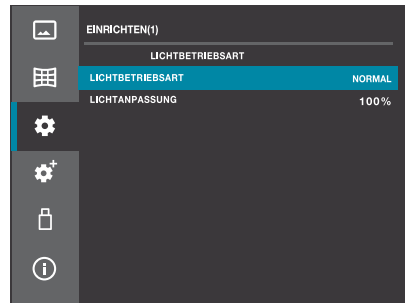 EINRICHTEN(1)
LICHTBETRIEBSART
LICHTBETRIEBSART NORMAL
LICHTANPASSUNG 100%